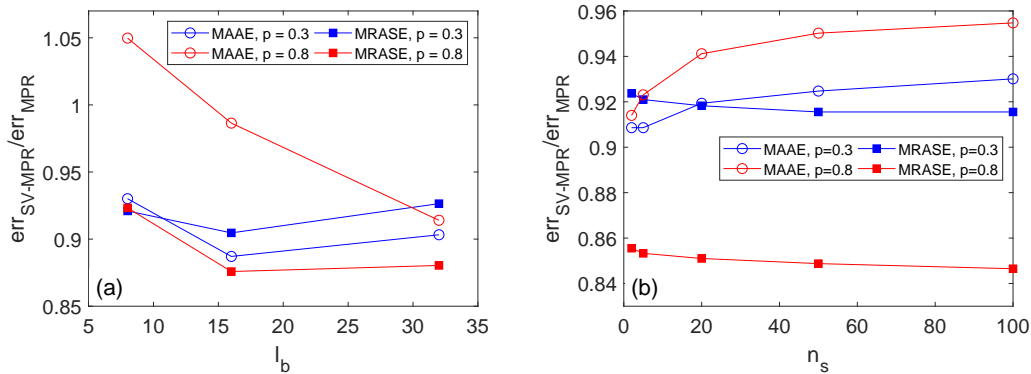 1.05
1
0.95
0.9
0.85
5
10
15
20
25
30
35
l_b
err_SV-MPR/err_MPR
MAAE, p = 0.3
MRASE, p = 0.3
MAAE, p = 0.8
MRASE, p = 0.8
(a)
0.96
0.94
0.92
0.9
0.88
0.86
0.84
0
20
40
60
80
100
n_s
err_SV-MPR/err_MPR
MAAE, p=0.3
MRASE, p=0.3
MAAE, p=0.8
MRASE, p=0.8
(b)